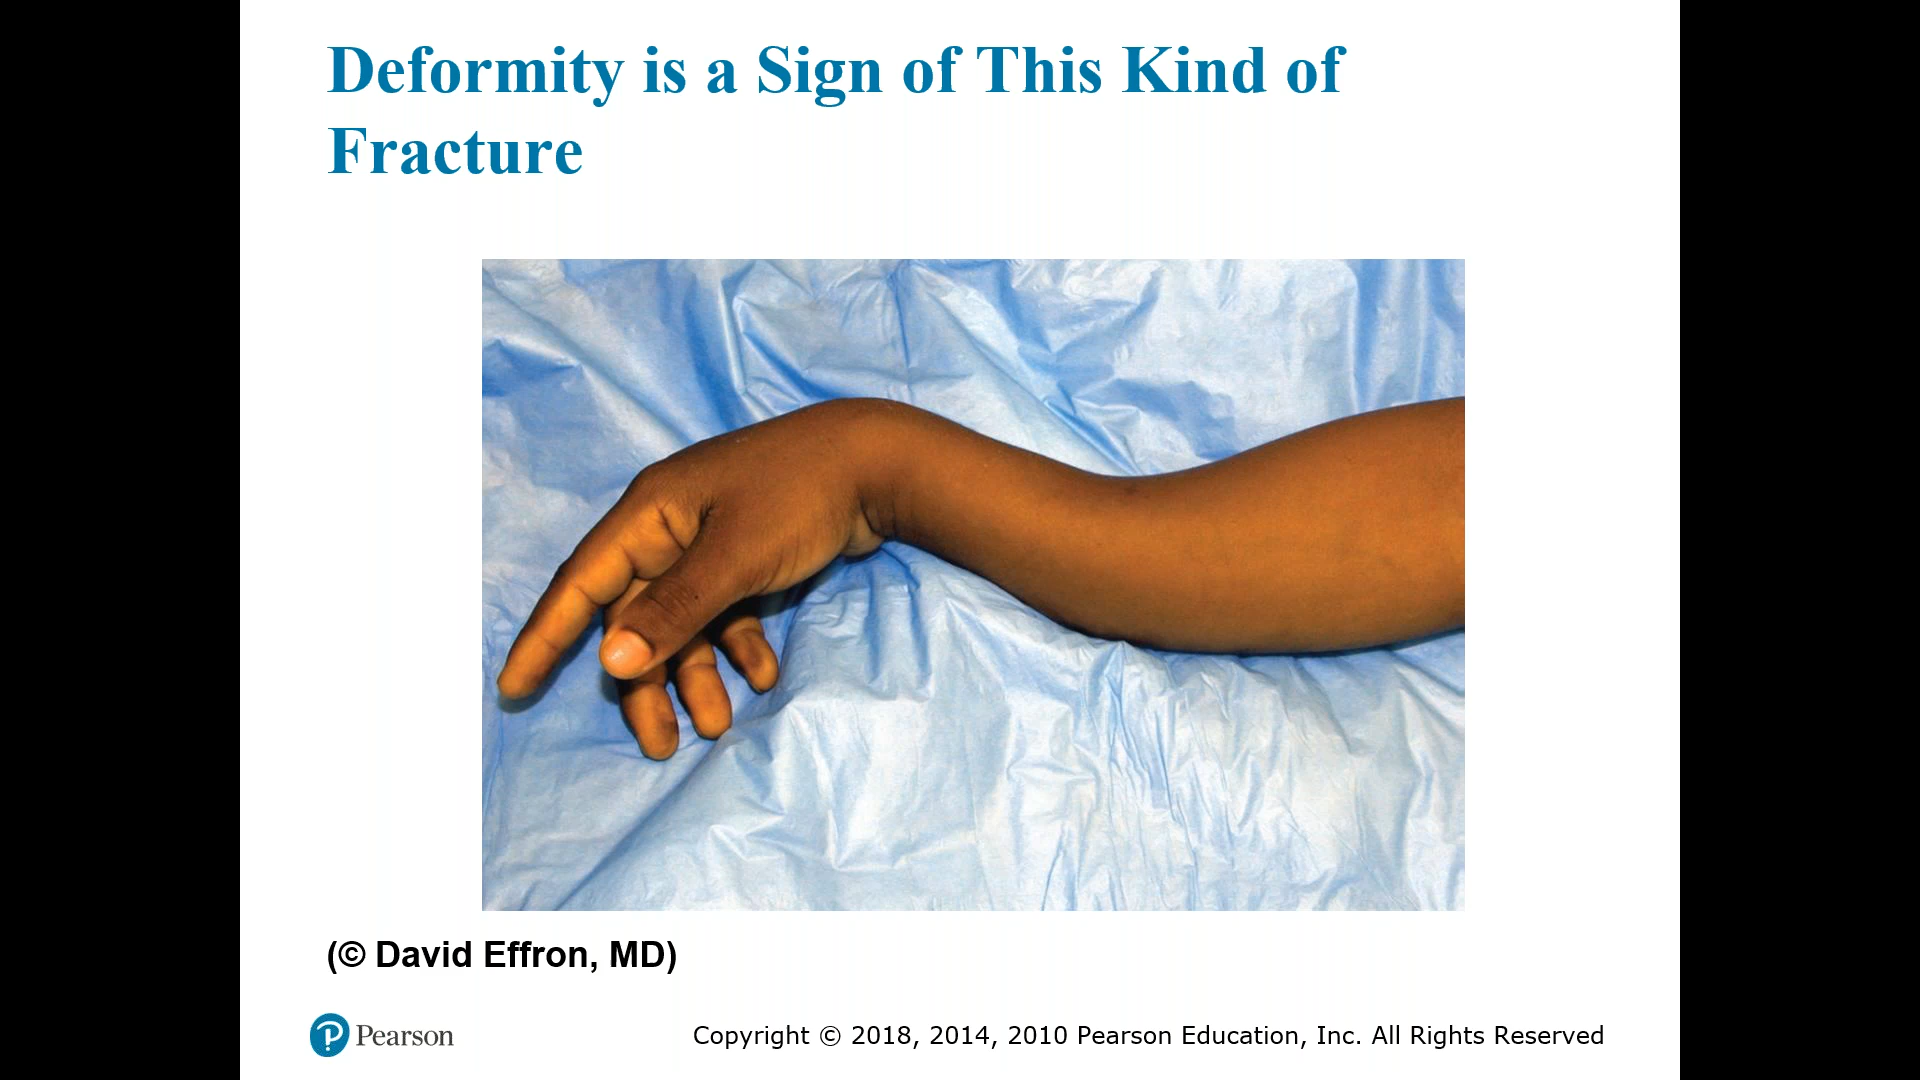 Deformity is a Sign of This Kind of
Fracture
(© David Effron, MD)
Pearson
Copyright © 2018, 2014, 2010 Pearson Education, Inc. All Rights Reserved